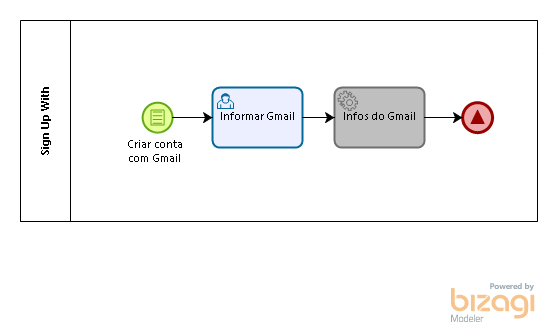 Sign Up With
Criar conta
com Gmail
Informar Gmail
Infos do Gmail
Powered by
bizagi
Modeler